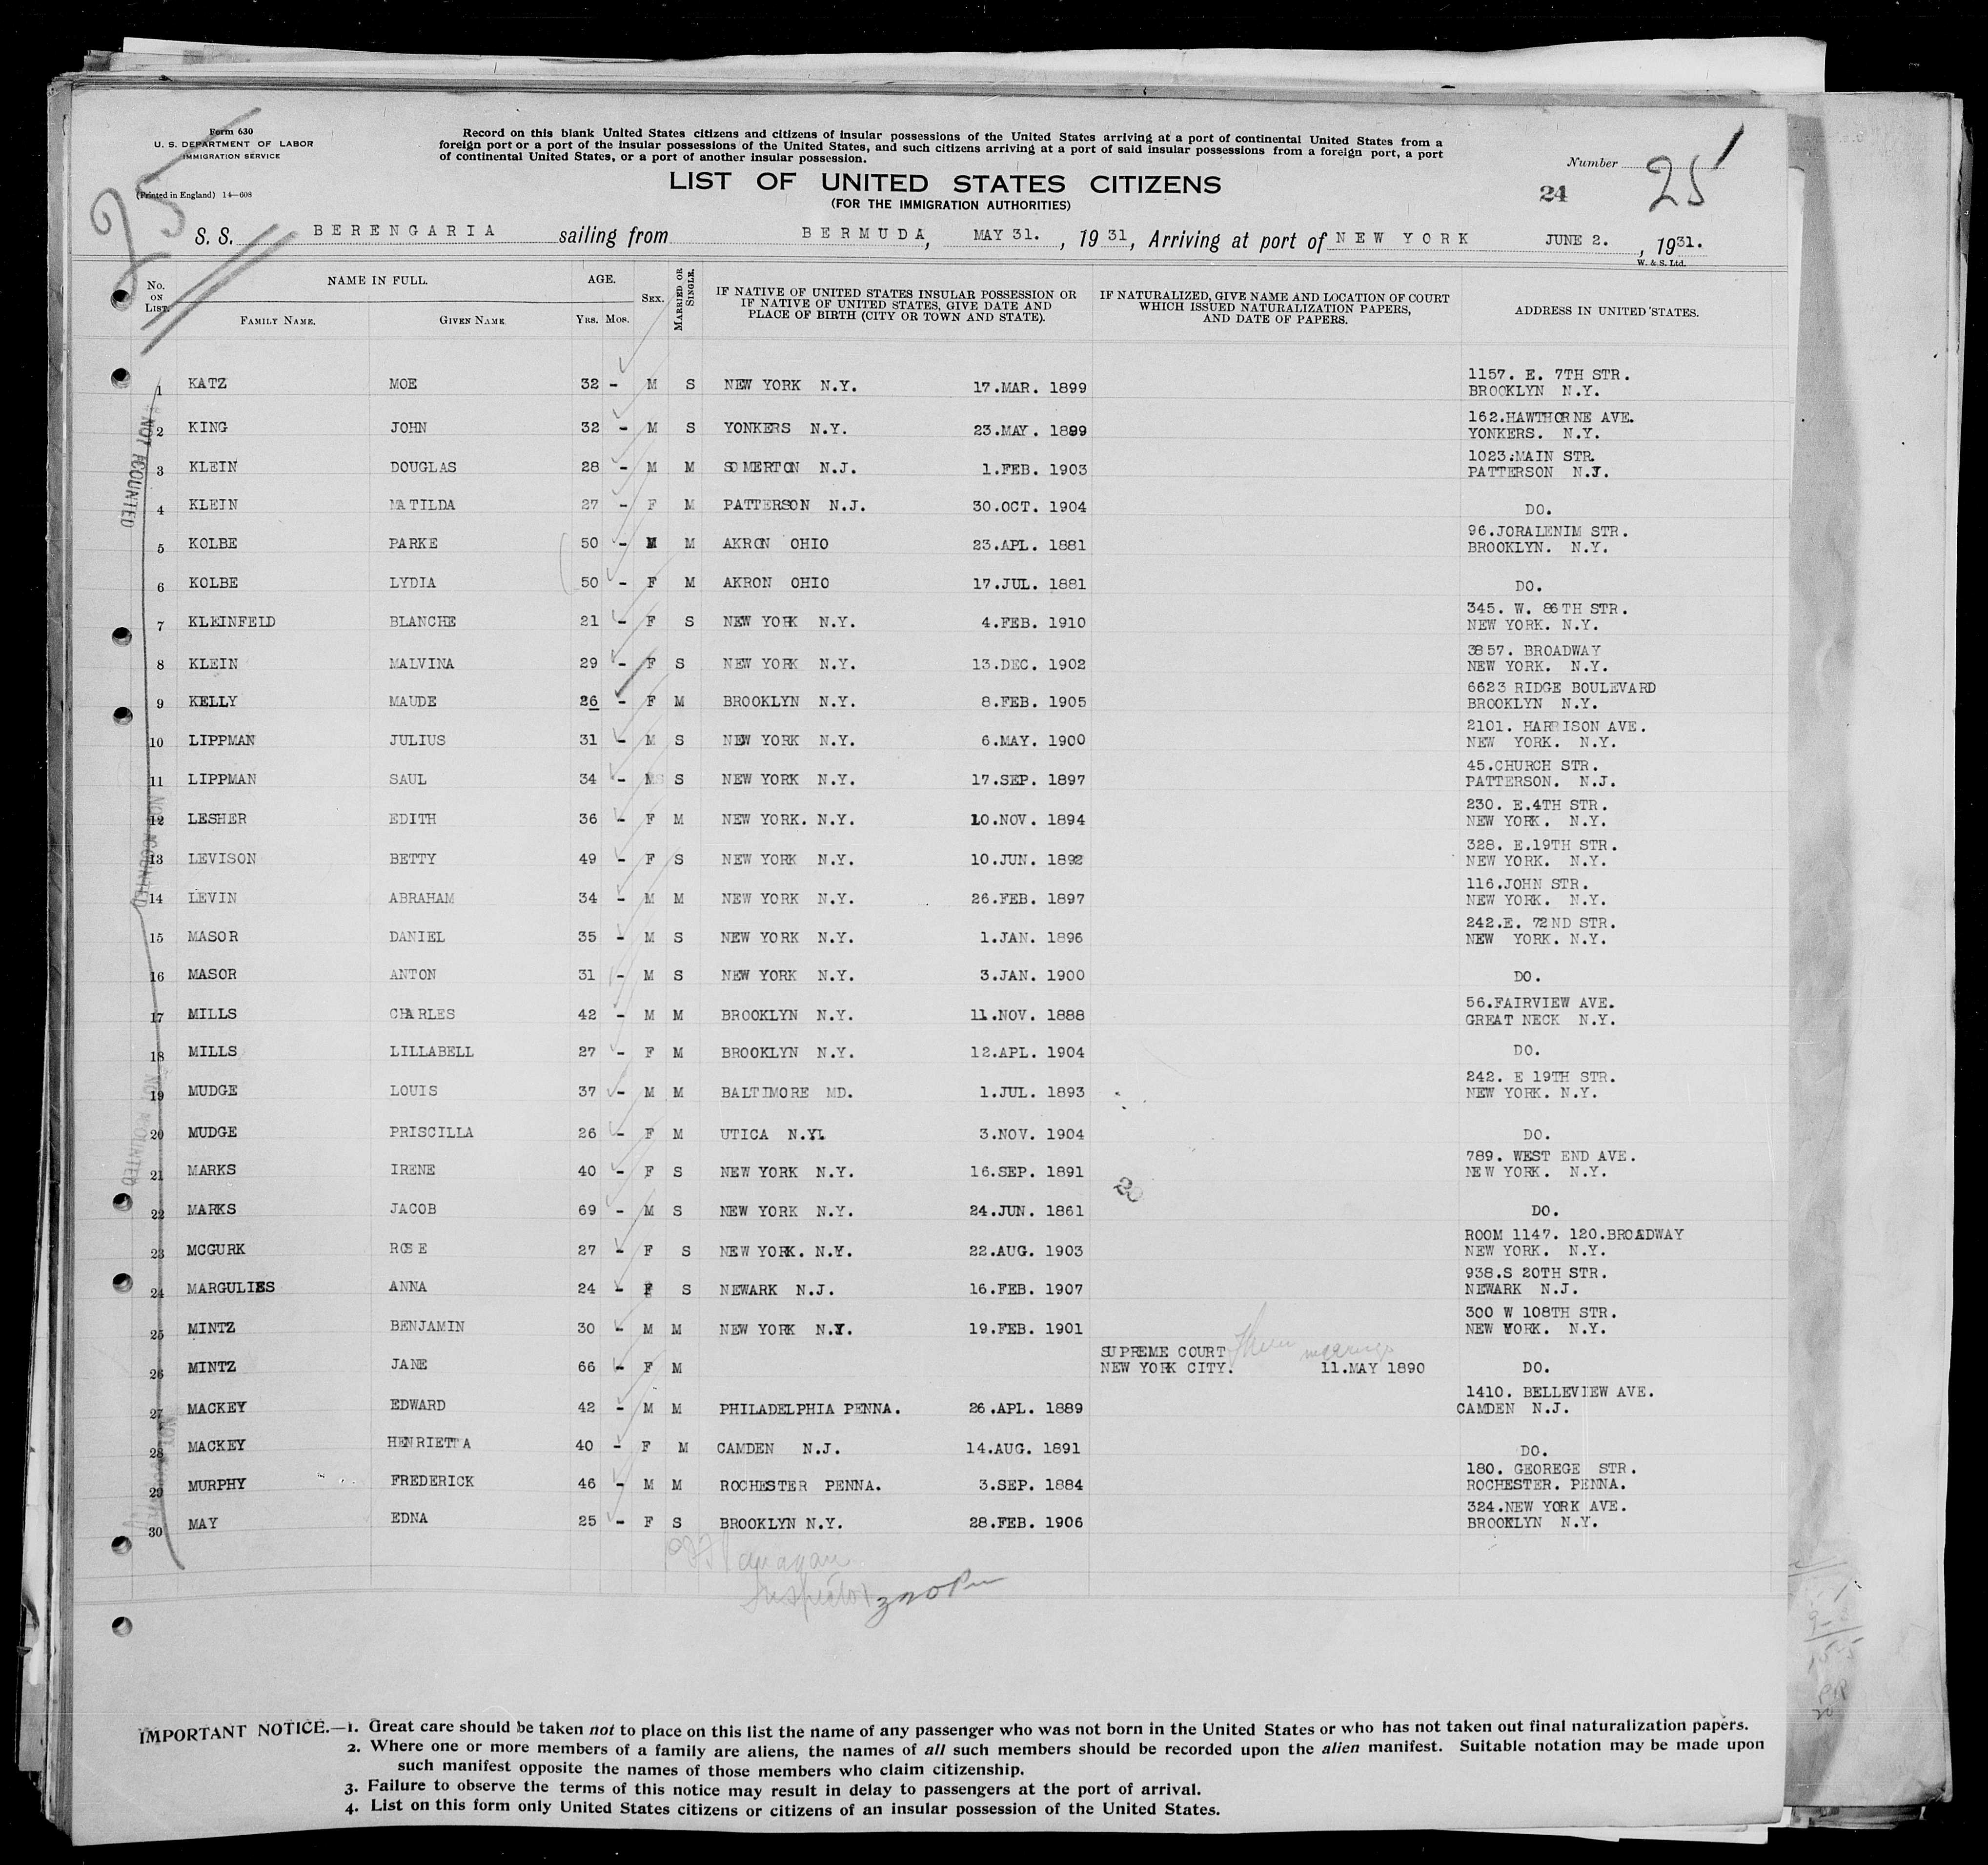 Form 630
U. S. DEPARTMENT OF LABOR
IMMIGRATION SERVICE
(Printed in England) 14—608
25
Record on this blank United States citizens and citizens of insular possessions of the United States arriving at a port of continental United States from a
foreign port or a port of the insular possessions of the United States, and such citizens arriving at a port of said insular possessions from a foreign port, a port
of continental United States, or a port of another insular possession.
LIST OF UNITED STATES CITIZENS
(FOR THE IMMIGRATION AUTHORITIES)
Number
24 25
S. S. BERENGARIA sailing from BERMUDA, MAY 31. , 19 31, Arriving at port of NEW YORK JUNE 2. , 1931.
W. & S. Ltd.
No. ON LIST. NAME IN FULL. AGE. SEX. MARRIED OR SINGLE. IF NATIVE OF UNITED STATES INSULAR POSSESSION OR IF NATIVE OF UNITED STATES, GIVE DATE AND PLACE OF BIRTH (CITY OR TOWN AND STATE). IF NATURALIZED, GIVE NAME AND LOCATION OF COURT WHICH ISSUED NATURALIZATION PAPERS, AND DATE OF PAPERS. ADDRESS IN UNITED STATES.
FAMILY NAME. GIVEN NAME YRS. MOS.
1 KATZ MOE 32 - M S NEW YORK N.Y. 17.MAR. 1899 1157. E. 7TH STR. BROOKLYN N.Y.
2 KING JOHN 32 - M S YONKERS N.Y. 23.MAY. 1899 162.HAWTHORNE AVE. YONKERS. N.Y.
3 KLEIN DOUGLAS 28 - M M SOMERTON N.J. 1.FEB. 1903 1023.MAIN STR. PATTERSON N.J.
4 KLEIN MATILDA 27 - F M PATTERSON N.J. 30.OCT. 1904 DO.
5 KOLBE PARKE 50 - M M AKRON OHIO 23.APL. 1881 96.JORALENIM STR. BROOKLYN. N.Y.
6 KOLBE LYDIA 50 - F M AKRON OHIO 17.JUL. 1881 DO.
7 KLEINFELD BLANCHE 21 - F S NEW YORK N.Y. 4.FEB. 1910 345. W. 86TH STR. NEW YORK. N.Y.
8 KLEIN MALVINA 29 - F S NEW YORK N.Y. 13.DEC. 1902 3857. BROADWAY NEW YORK. N.Y.
9 KELLY MAUDE 26 - F M BROOKLYN N.Y. 8.FEB. 1905 6623 RIDGE BOULEVARD BROOKLYN N.Y.
10 LIPPMAN JULIUS 31 - M S NEW YORK N.Y. 6.MAY. 1900 2101. HARRISON AVE. NEW YORK. N.Y.
11 LIPPMAN SAUL 34 - M S NEW YORK N.Y. 17.SEP. 1897 45.CHURCH STR. PATTERSON. N.J.
12 LESHER EDITH 36 - F M NEW YORK. N.Y. 10.NOV. 1894 230. E.4TH STR. NEW YORK. N.Y.
13 LEVISON BETTY 49 - F S NEW YORK N.Y. 10.JUN. 1892 328. E.19TH STR. NEW YORK. N.Y.
14 LEVIN ABRAHAM 34 - M M NEW YORK N.Y. 26.FEB. 1897 116.JOHN STR. NEW YORK. N.Y.
15 MASOR DANIEL 35 - M S NEW YORK N.Y. 1.JAN. 1896 242.E. 72ND STR. NEW YORK. N.Y.
16 MASOR ANTON 31 - M S NEW YORK N.Y. 3.JAN. 1900 DO.
17 MILLS CHARLES 42 - M M BROOKLYN N.Y. 11.NOV. 1888 56.FAIRVIEW AVE. GREAT NECK N.Y.
18 MILLS LILLABELL 27 - F M BROOKLYN N.Y. 12.APL. 1904 DO.
19 MUDGE LOUIS 37 - M M BALTIMORE MD. 1.JUL. 1893 242. E 19TH STR. NEW YORK. N.Y.
20 MUDGE PRISCILLA 26 - F M UTICA N.Y. 3.NOV. 1904 DO.
21 MARKS IRENE 40 - F S NEW YORK N.Y. 16.SEP. 1891 789. WEST END AVE. NEW YORK. N.Y.
22 MARKS JACOB 69 - M S NEW YORK N.Y. 24.JUN. 1861 DO.
23 MCGURK ROSE 27 - F S NEW YORK. N.Y. 22.AUG. 1903 ROOM 1147. 120.BROADWAY NEW YORK. N.Y.
24 MARGULIES ANNA 24 - F S NEWARK N.J. 16.FEB. 1907 938.S 20TH STR. NEWARK N.J.
25 MINTZ BENJAMIN 30 - M M NEW YORK N.Y. 19.FEB. 1901 300 W 108TH STR. NEW YORK. N.Y.
26 MINTZ JANE 66 - F M SUPREME COURT NEW YORK CITY. 11.MAY 1890 DO.
27 MACKEY EDWARD 42 - M M PHILADELPHIA PENNA. 26.APL. 1889 1410. BELLEVIEW AVE. CAMDEN N.J.
28 MACKEY HENRIETTA 40 - F M CAMDEN N.J. 14.AUG. 1891 DO.
29 MURPHY FREDERICK 46 - M M ROCHESTER PENNA. 3.SEP. 1884 180. GEOREGE STR. ROCHESTER. PENNA.
30 MAY EDNA 25 - F S BROOKLYN N.Y. 28.FEB. 1906 324.NEW YORK AVE. BROOKLYN N.Y.
Inspector
IMPORTANT NOTICE.—1. Great care should be taken not to place on this list the name of any passenger who was not born in the United States or who has not taken out final naturalization papers.
2. Where one or more members of a family are aliens, the names of all such members should be recorded upon the alien manifest. Suitable notation may be made upon
such manifest opposite the names of those members who claim citizenship.
3. Failure to observe the terms of this notice may result in delay to passengers at the port of arrival.
4. List on this form only United States citizens or citizens of an insular possession of the United States.